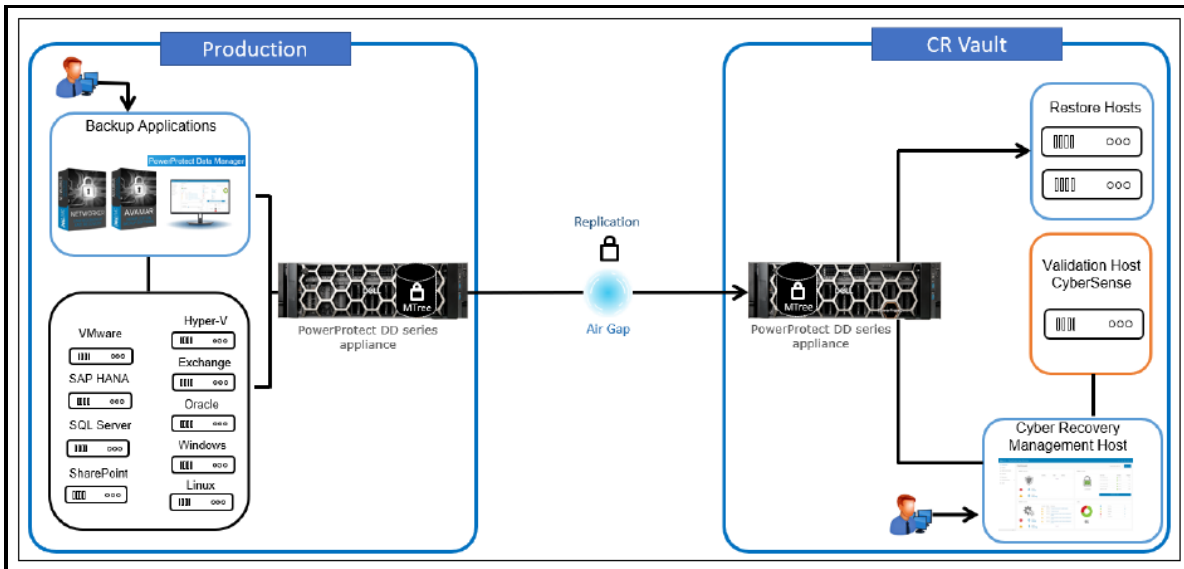 Production
CR Vault
Backup Applications
PowerProtect Data Manager
AVAMAR
VMware
Hyper-V
SAP HANA
Exchange
SQL Server
Oracle
SharePoint
Windows
Linux
MTree
PowerProtect DD series
appliance
Replication
Air Gap
MTree
PowerProtect DD series
appliance
Restore Hosts
Validation Host
CyberSense
Cyber Recovery
Management Host